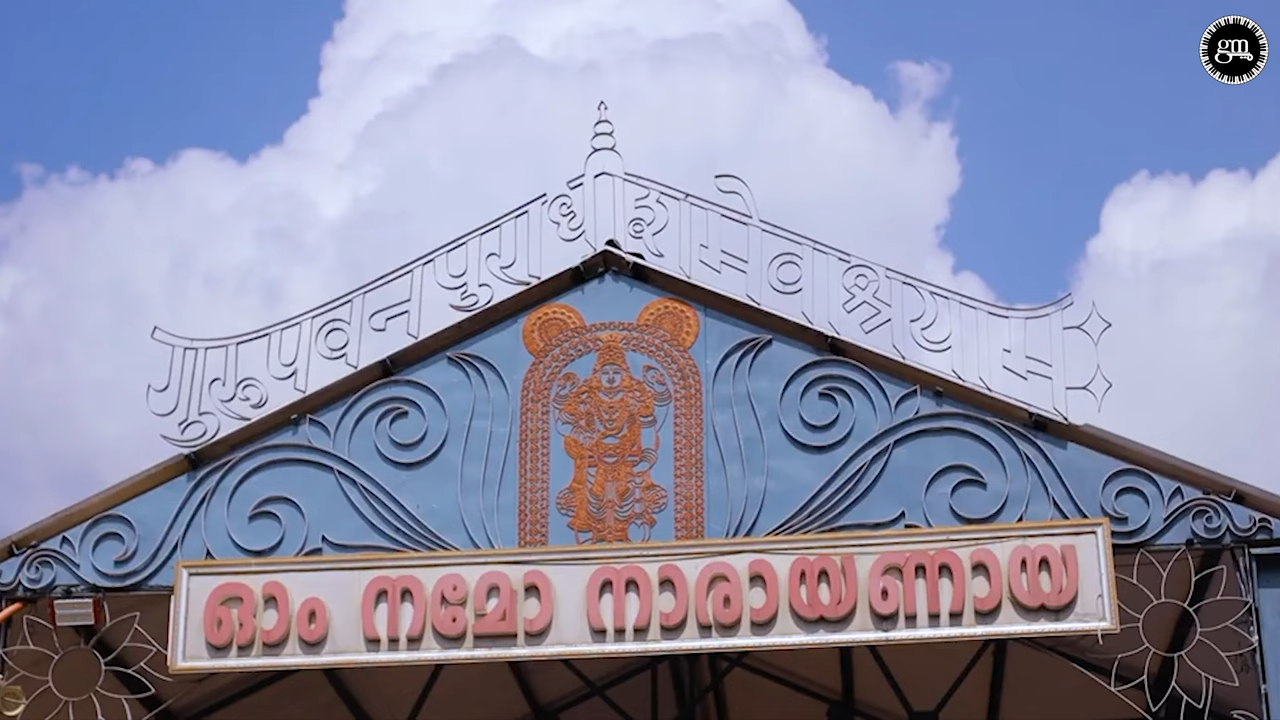 गुरुपवनपुराधीशमेवाश्रयामि
ഓം നമോ നാരായണായ
gm